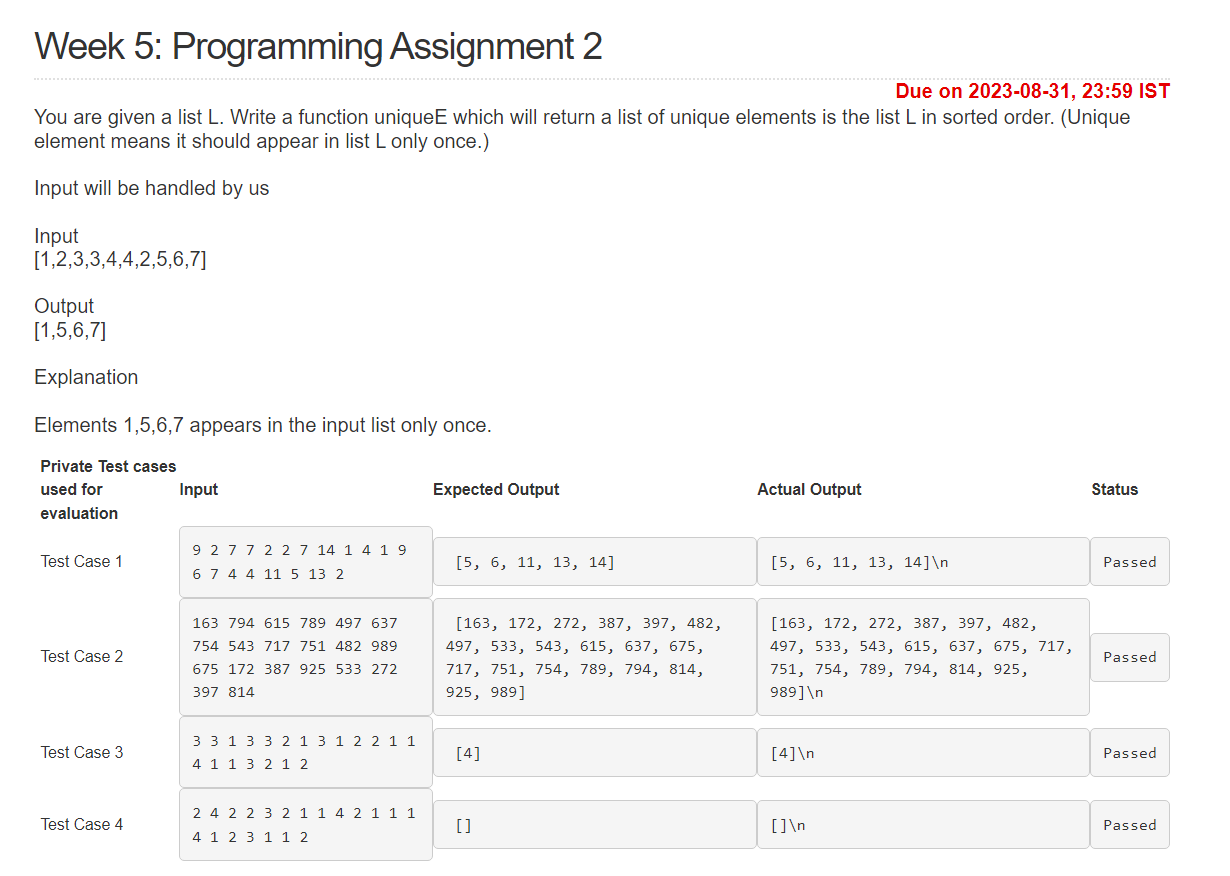 Week 5: Programming Assignment 2
Due on 2023-08-31, 23:59 IST
You are given a list L. Write a function uniqueE which will return a list of unique elements is the list L in sorted order. (Unique
element means it should appear in list L only once.)
Input will be handled by us
Input
[1,2,3,3,4,4,2,5,6,7]
Output
[1,5,6,7]
Explanation
Elements 1,5,6,7 appears in the input list only once.
Private Test cases
used for
evaluation
Input
Expected Output
Actual Output
Status
Test Case 1
9 2 7 7 2 2 7 14 1 4 1 9
6 7 4 4 11 5 13 2
[5, 6, 11, 13, 14]
[5, 6, 11, 13, 14]\n
Passed
Test Case 2
163 794 615 789 497 637
754 543 717 751 482 989
675 172 387 925 533 272
397 814
[163, 172, 272, 387, 397, 482,
497, 533, 543, 615, 637, 675,
717, 751, 754, 789, 794, 814,
925, 989]
[163, 172, 272, 387, 397, 482,
497, 533, 543, 615, 637, 675, 717,
751, 754, 789, 794, 814, 925,
989]\n
Passed
Test Case 3
3 3 1 3 3 2 1 3 1 2 2 1 1
4 1 1 3 2 1 2
[4]
[4]\n
Passed
Test Case 4
2 4 2 2 3 2 1 1 4 2 1 1 1
4 1 2 3 1 1 2
[]
[]\n
Passed